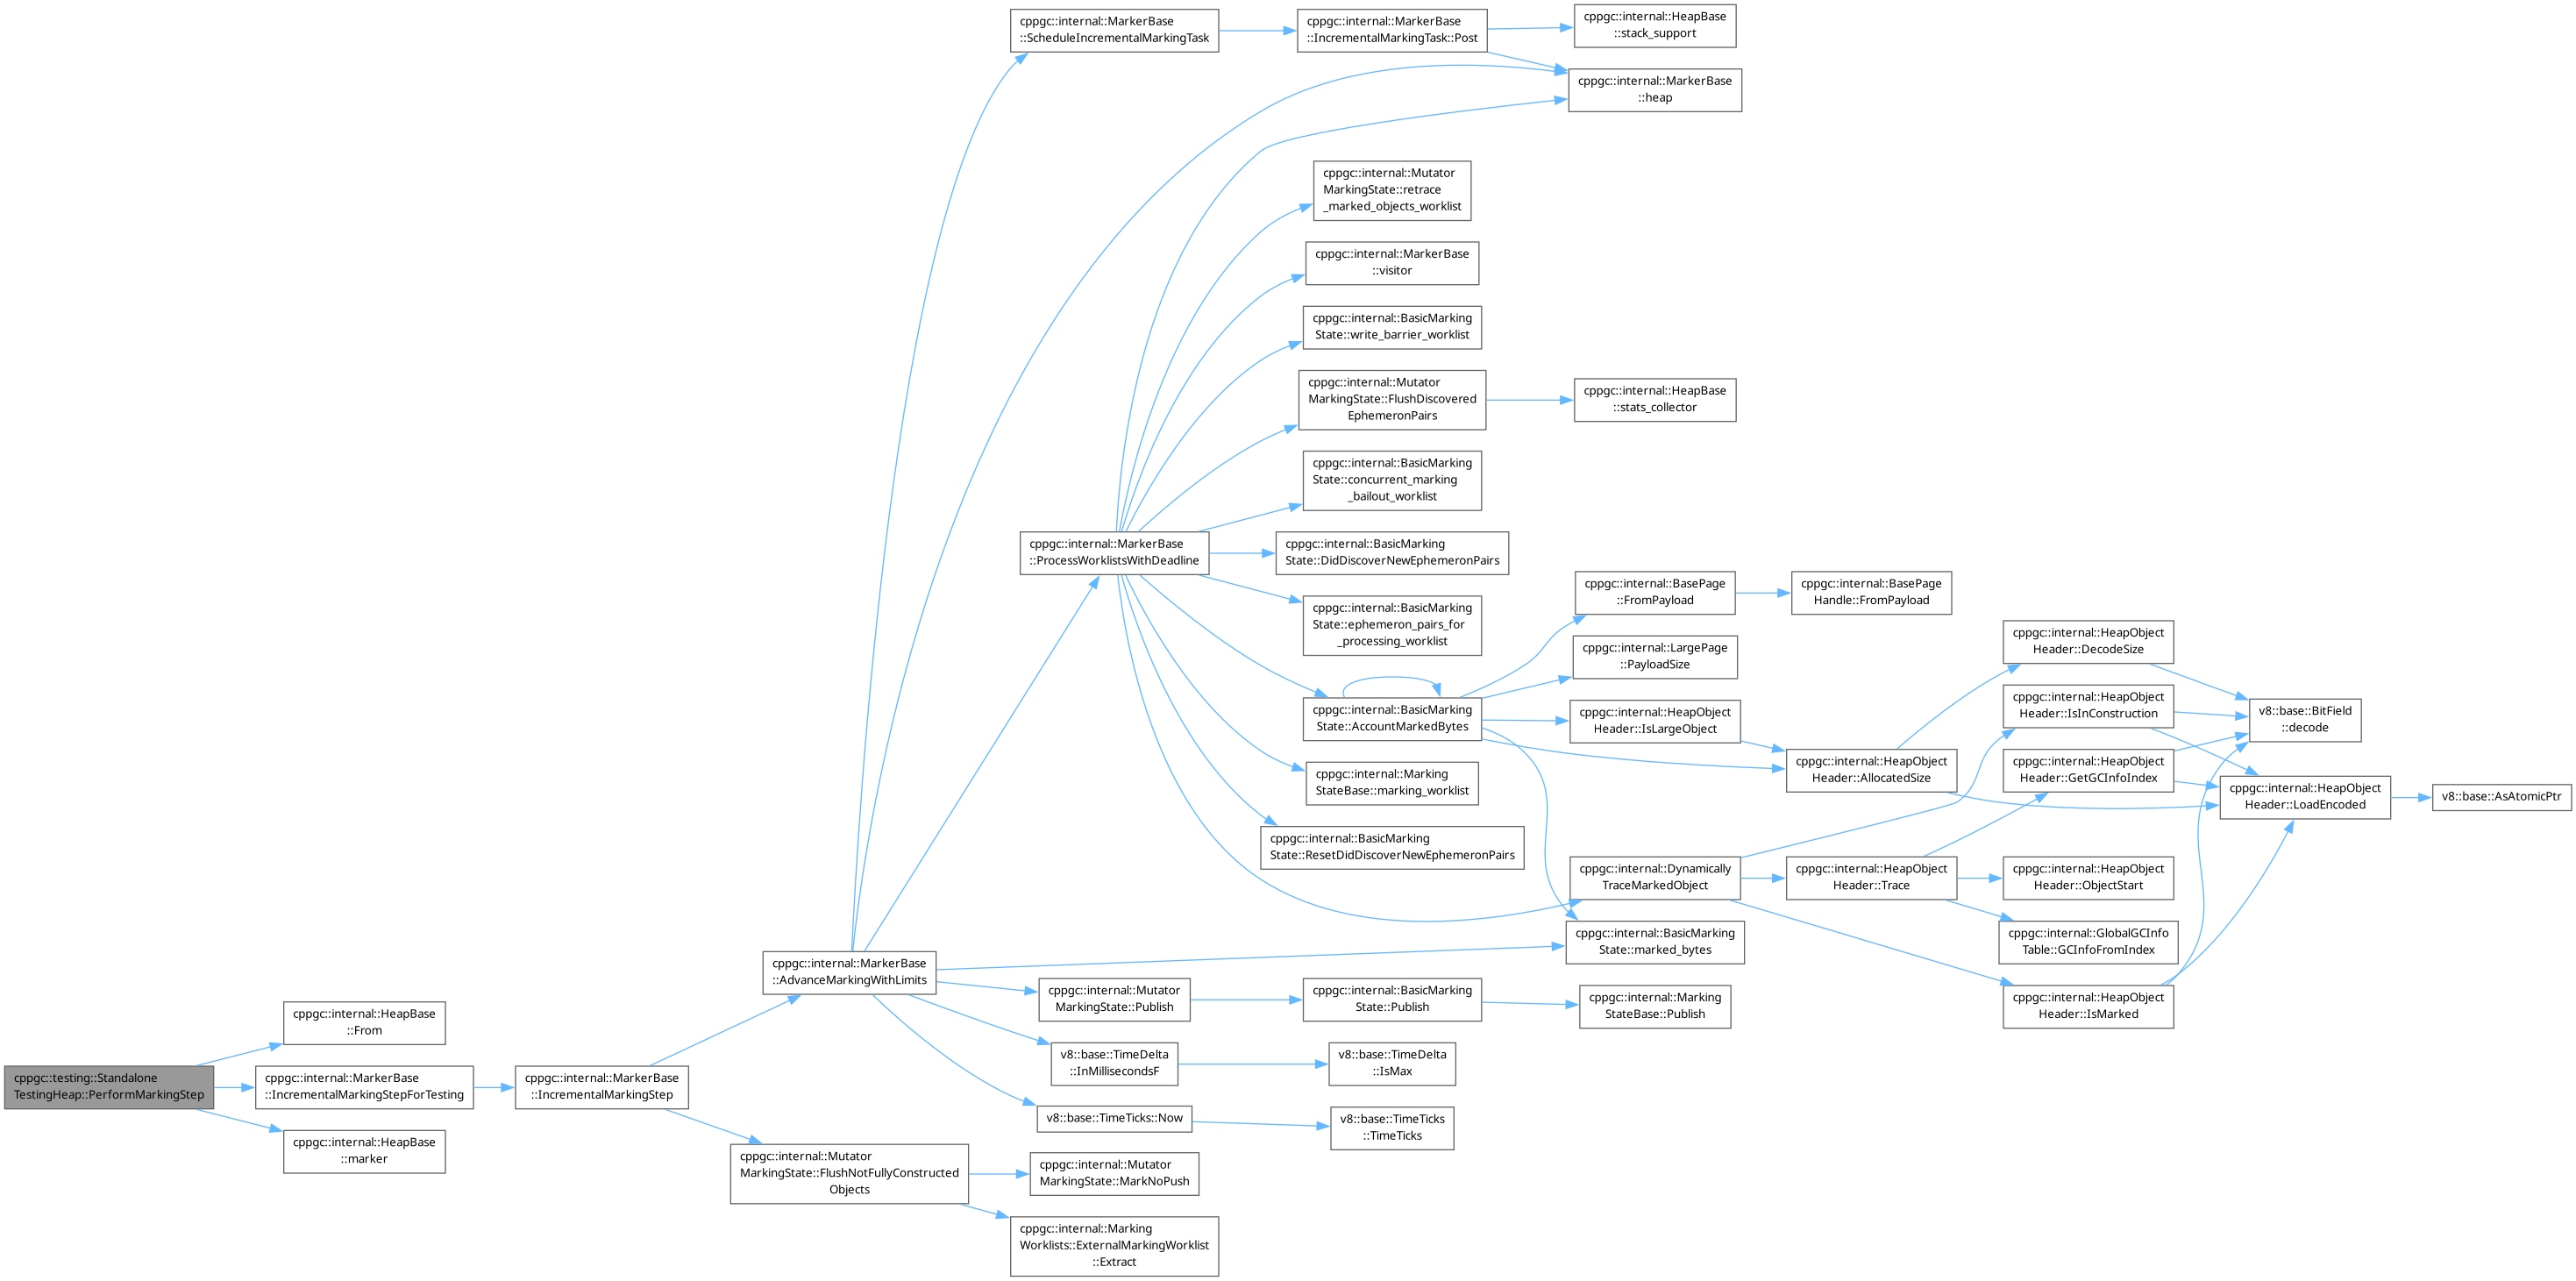 cppgc::testing::Standalone
TestingHeap::PerformMarkingStep
cppgc::internal::HeapBase
::From
cppgc::internal::MarkerBase
::IncrementalMarkingStepForTesting
cppgc::internal::HeapBase
::marker
cppgc::internal::MarkerBase
::IncrementalMarkingStep
cppgc::internal::MarkerBase
::AdvanceMarkingWithLimits
cppgc::internal::Mutator
MarkingState::FlushNotFullyConstructed
Objects
cppgc::internal::MarkerBase
::ScheduleIncrementalMarkingTask
cppgc::internal::MarkerBase
::ProcessWorklistsWithDeadline
cppgc::internal::Mutator
MarkingState::Publish
v8::base::TimeDelta
::InMillisecondsF
v8::base::TimeTicks::Now
cppgc::internal::Mutator
MarkingState::MarkNoPush
cppgc::internal::Marking
Worklists::ExternalMarkingWorklist
::Extract
cppgc::internal::MarkerBase
::IncrementalMarkingTask::Post
cppgc::internal::Mutator
MarkingState::retrace
_marked_objects_worklist
cppgc::internal::MarkerBase
::visitor
cppgc::internal::BasicMarking
State::write_barrier_worklist
cppgc::internal::Mutator
MarkingState::FlushDiscovered
EphemeronPairs
cppgc::internal::BasicMarking
State::concurrent_marking
_bailout_worklist
cppgc::internal::BasicMarking
State::DidDiscoverNewEphemeronPairs
cppgc::internal::BasicMarking
State::ephemeron_pairs_for
_processing_worklist
cppgc::internal::BasicMarking
State::AccountMarkedBytes
cppgc::internal::Marking
StateBase::marking_worklist
cppgc::internal::BasicMarking
State::ResetDidDiscoverNewEphemeronPairs
cppgc::internal::BasicMarking
State::Publish
v8::base::TimeDelta
::IsMax
v8::base::TimeTicks
::TimeTicks
cppgc::internal::HeapBase
::stack_support
cppgc::internal::MarkerBase
::heap
cppgc::internal::HeapBase
::stats_collector
cppgc::internal::BasePage
::FromPayload
cppgc::internal::LargePage
::PayloadSize
cppgc::internal::HeapObject
Header::IsLargeObject
cppgc::internal::Dynamically
TraceMarkedObject
cppgc::internal::BasicMarking
State::marked_bytes
cppgc::internal::Marking
StateBase::Publish
cppgc::internal::BasePage
Handle::FromPayload
cppgc::internal::HeapObject
Header::AllocatedSize
cppgc::internal::HeapObject
Header::Trace
cppgc::internal::HeapObject
Header::DecodeSize
cppgc::internal::HeapObject
Header::IsInConstruction
cppgc::internal::HeapObject
Header::GetGCInfoIndex
cppgc::internal::HeapObject
Header::ObjectStart
cppgc::internal::GlobalGCInfo
Table::GCInfoFromIndex
cppgc::internal::HeapObject
Header::IsMarked
v8::base::BitField
::decode
cppgc::internal::HeapObject
Header::LoadEncoded
v8::base::AsAtomicPtr